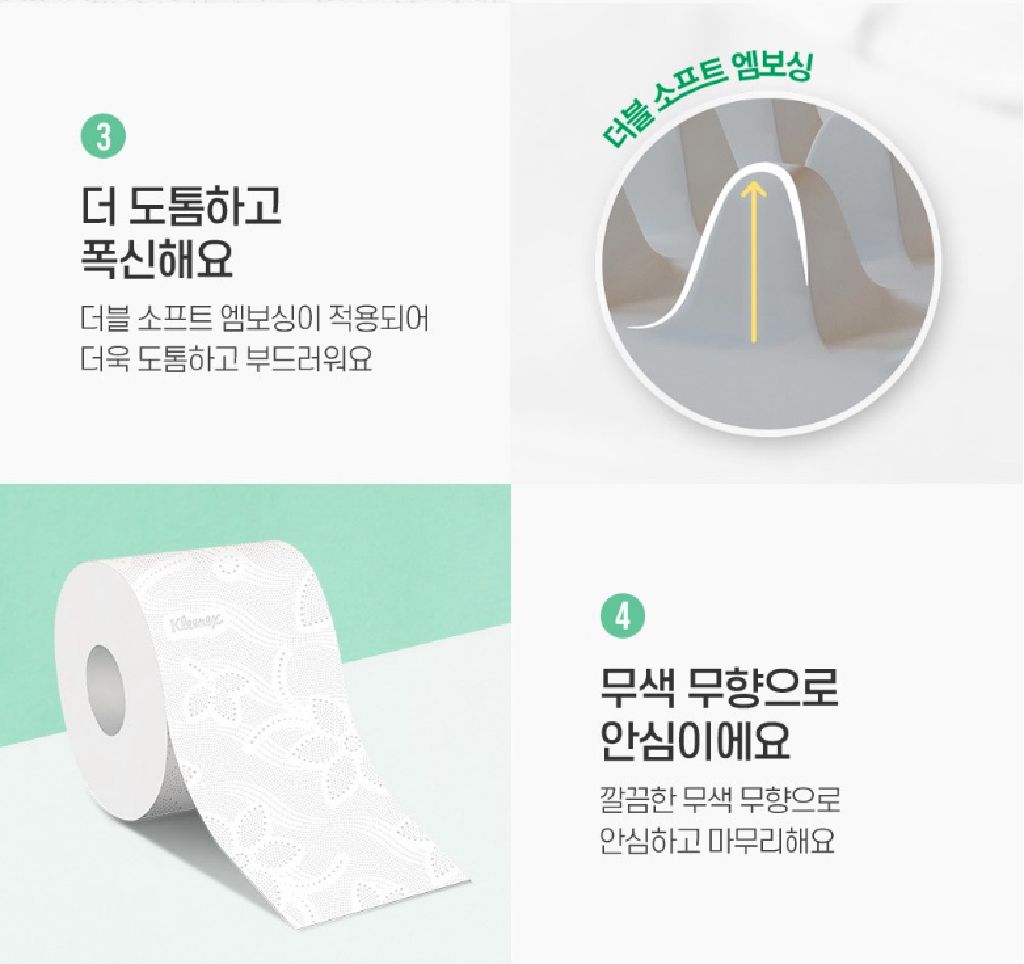 3
더 도톰하고
폭신해요
더블 소프트 엠보싱이 적용되어
더욱 도톰하고 부드러워요
더블 소프트 엠보싱
Kleenex
4
무색 무향으로
안심이에요
깔끔한 무색 무향으로
안심하고 마무리해요